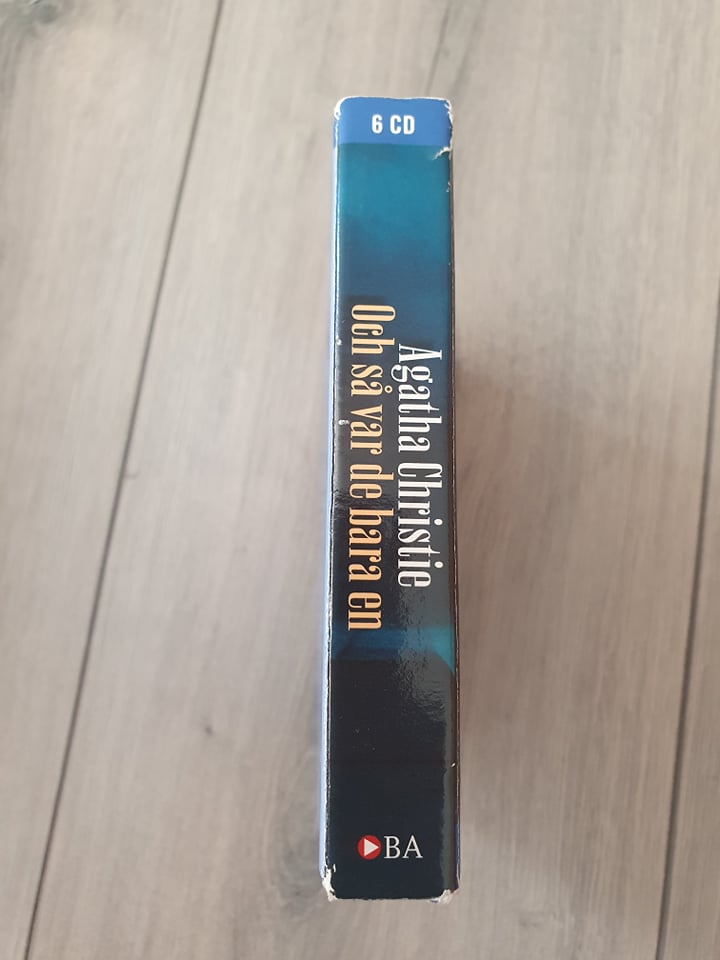 6 CD
Agatha Christie
Och så var de bara en
BA